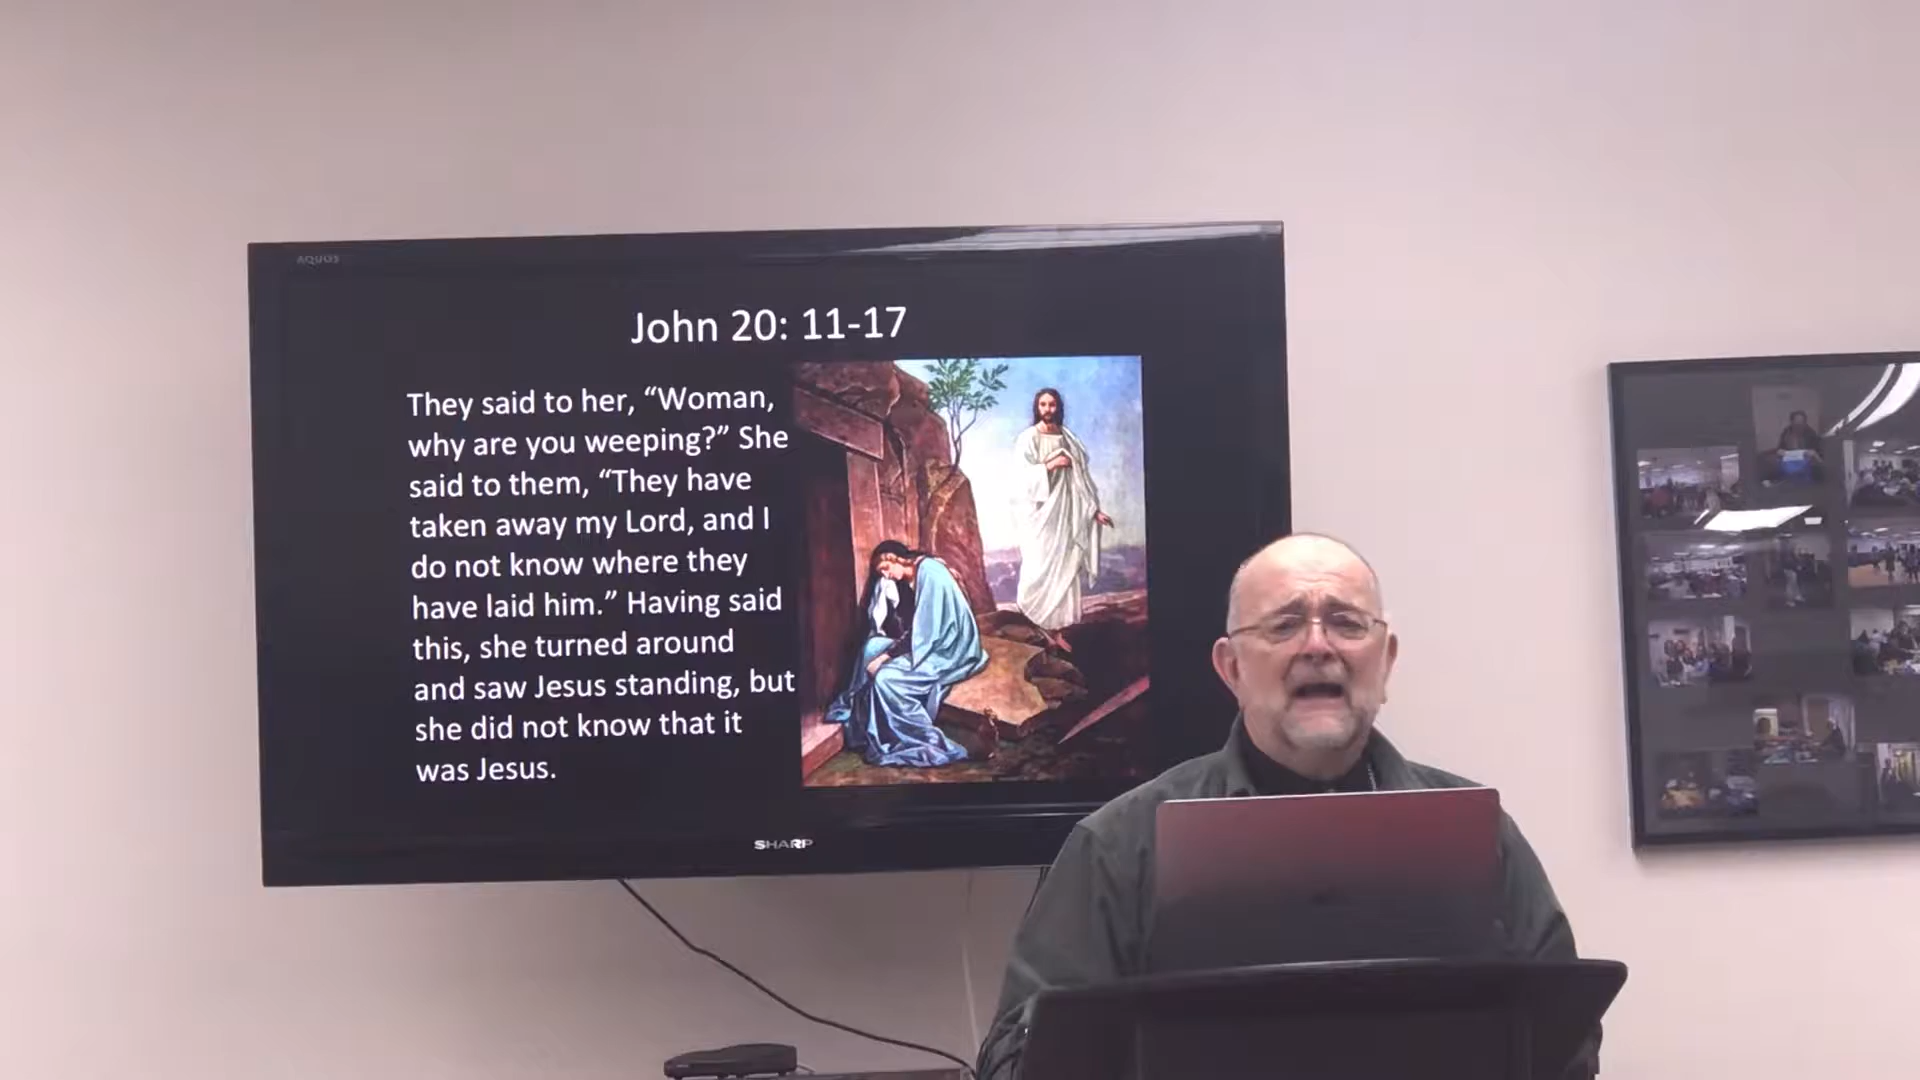 AQUOS
John 20: 11-17
They said to her, “Woman,
why are you weeping?” She
said to them, “They have
taken away my Lord, and I
do not know where they
have laid him.” Having said
this, she turned around
and saw Jesus standing, but
she did not know that it
was Jesus.
SHARP